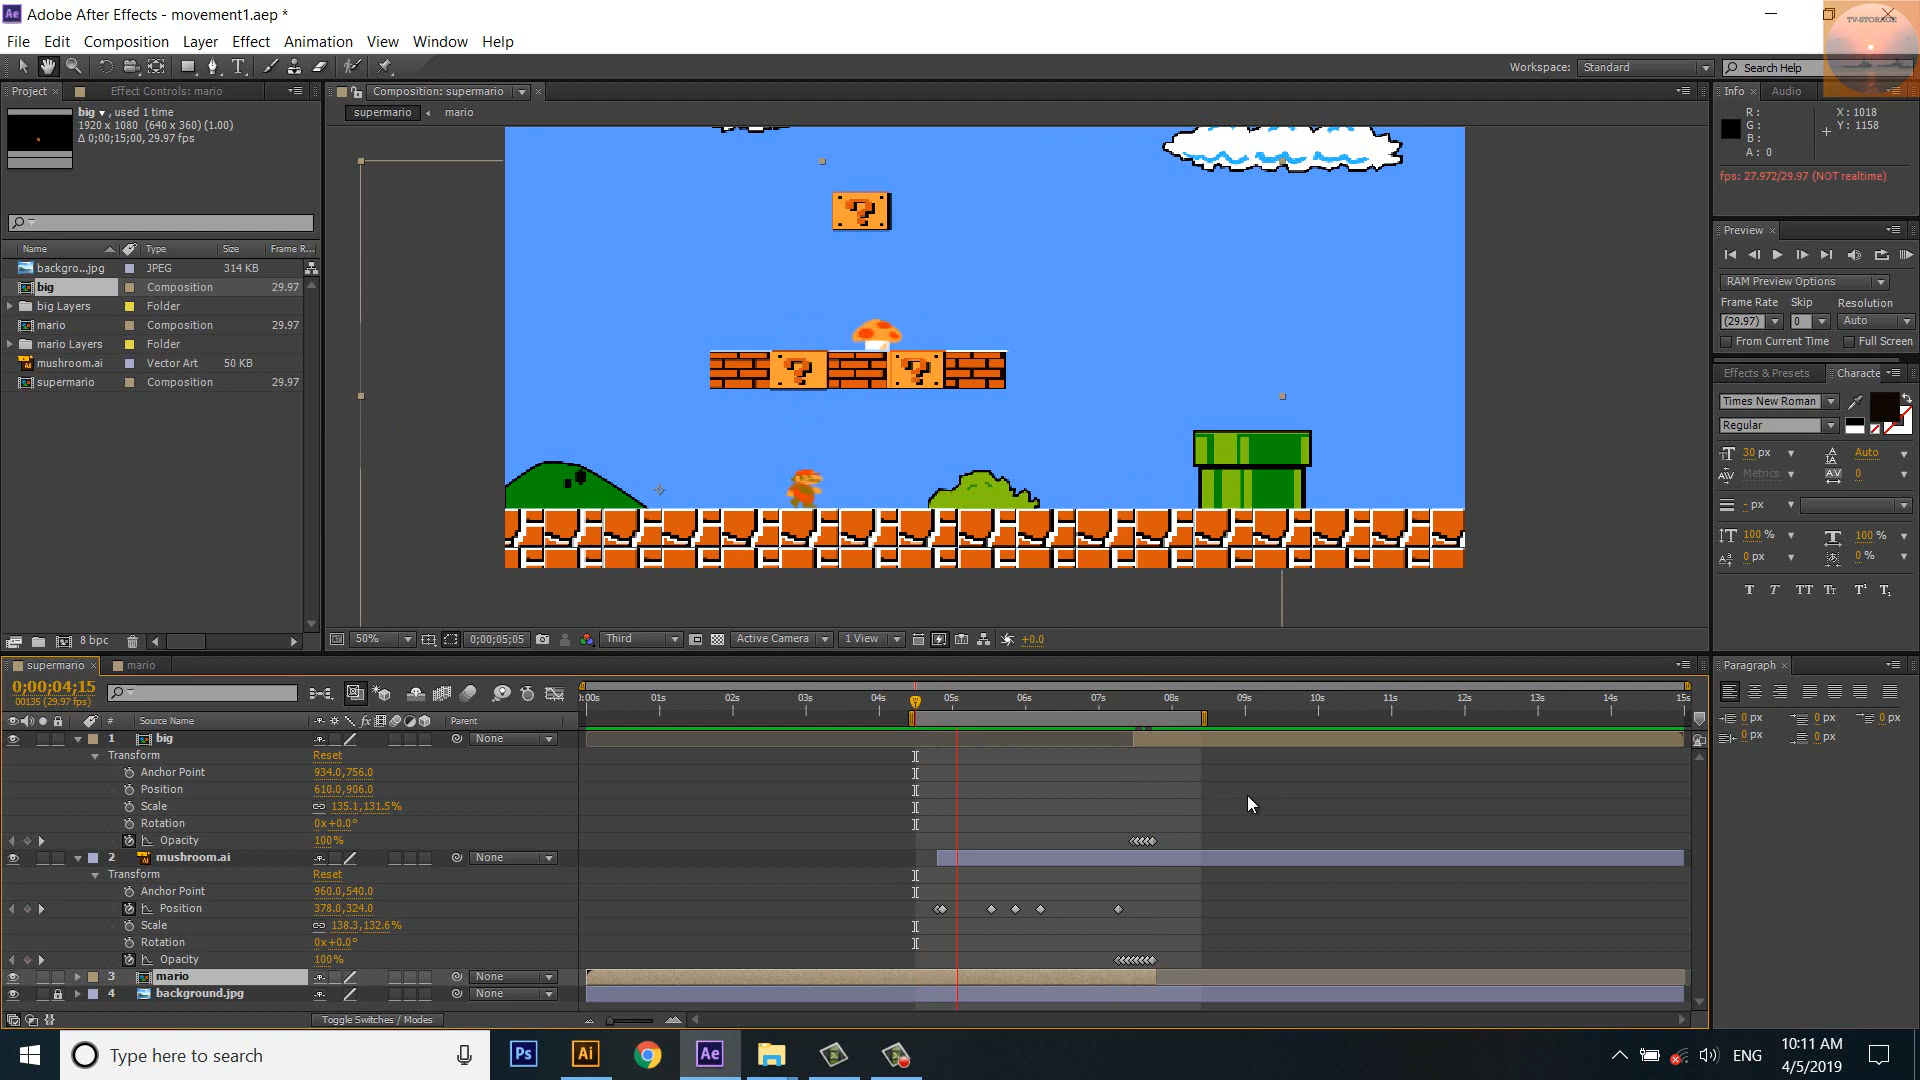 Adobe After Effects - movement1.aep *
TV-STORAGE
File Edit Composition Layer Effect Animation View Window Help
Workspace: Standard Search Help
Project × Effect Controls: mario
Composition: supermario ×
Info × Audio
big ▾ , used 1 time
1920 x 1080 (640 x 360) (1.00)
Δ 0;00;15;00, 29.97 fps
supermario ◂ mario
R: X: 1018
G: Y: 1158
B:
A: 0
fps: 27.972/29.97 (NOT realtime)
Preview ×
Name Type Size Frame R...
backgro...jpg JPEG 314 KB
big Composition 29.97
big Layers Folder
mario Composition 29.97
mario Layers Folder
mushroom.ai Vector Art 50 KB
supermario Composition 29.97
? 
? ?
RAM Preview Options
Frame Rate Skip Resolution
(29.97) 0 Auto
From Current Time Full Screen
Effects & Presets Characte
Times New Roman
Regular
30 px Auto
Metrics 0
- px
100 % 100 %
0 px 0 %
T T TT Tt T¹ T₁
8 bpc
50% 0;00;05;05 Third Active Camera 1 View +0.0
supermario × mario
Paragraph ×
0;00;04;15
00135 (29.97 fps)
0:00s 01s 02s 03s 04s 05s 06s 07s 08s 09s 10s 11s 12s 13s 14s 15s
# Source Name fx Parent
1 big None
Transform Reset
Anchor Point 934.0,756.0
Position 610.0,906.0
Scale 135.1,131.5%
Rotation 0x+0.0°
Opacity 100%
2 mushroom.ai None
Transform Reset
Anchor Point 960.0,540.0
Position 378.0,324.0
Scale 138.3,132.6%
Rotation 0x+0.0°
Opacity 100%
3 mario None
4 background.jpg None
Toggle Switches / Modes
0 px 0 px 0 px
0 px 0 px
Type here to search
Ps Ai Ae
ENG
10:11 AM
4/5/2019